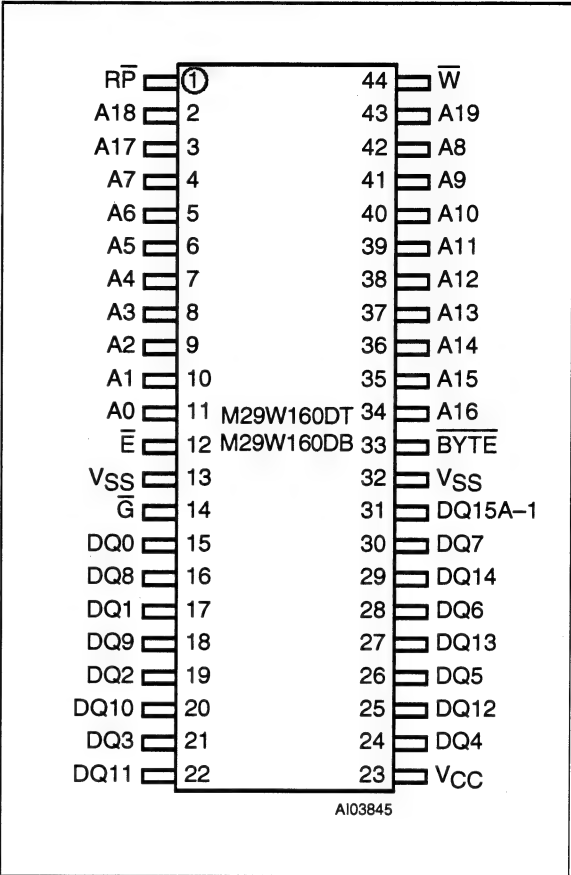 RP̅ 1 44 W̅
A18 2 43 A19
A17 3 42 A8
A7 4 41 A9
A6 5 40 A10
A5 6 39 A11
A4 7 38 A12
A3 8 37 A13
A2 9 36 A14
A1 10 35 A15
A0 11 M29W160DT 34 A16
E̅ 12 M29W160DB 33 B̅Y̅T̅E̅
VSS 13 32 VSS
G̅ 14 31 DQ15A–1
DQ0 15 30 DQ7
DQ8 16 29 DQ14
DQ1 17 28 DQ6
DQ9 18 27 DQ13
DQ2 19 26 DQ5
DQ10 20 25 DQ12
DQ3 21 24 DQ4
DQ11 22 23 VCC
AI03845